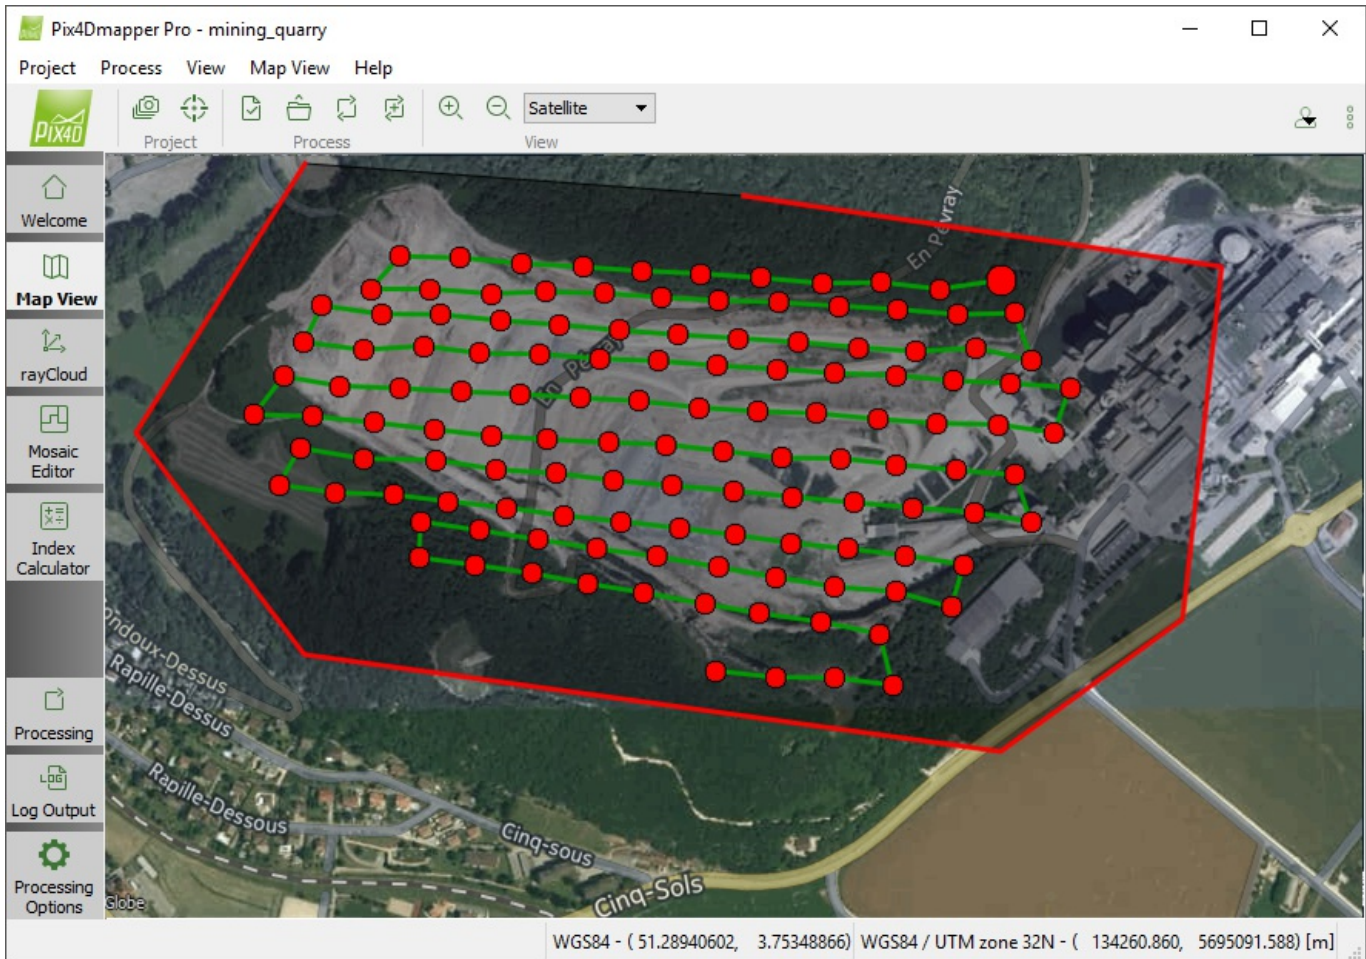 Pix4Dmapper Pro - mining_quarry
Project Process View Map View Help
PIX4D
Satellite
Project Process View
Welcome
Map View
rayCloud
Mosaic
Editor
Index
Calculator
Processing
Log Output
LOG
Processing
Options
En Pévray
En Pévray
ondoux-Dessus
Rapille-Dessus
Rapille-Dessous
Cinq-sous
Cinq-Sols
Globe
WGS84 - ( 51.28940602, 3.75348866) WGS84 / UTM zone 32N - ( 134260.860, 5695091.588) [m]